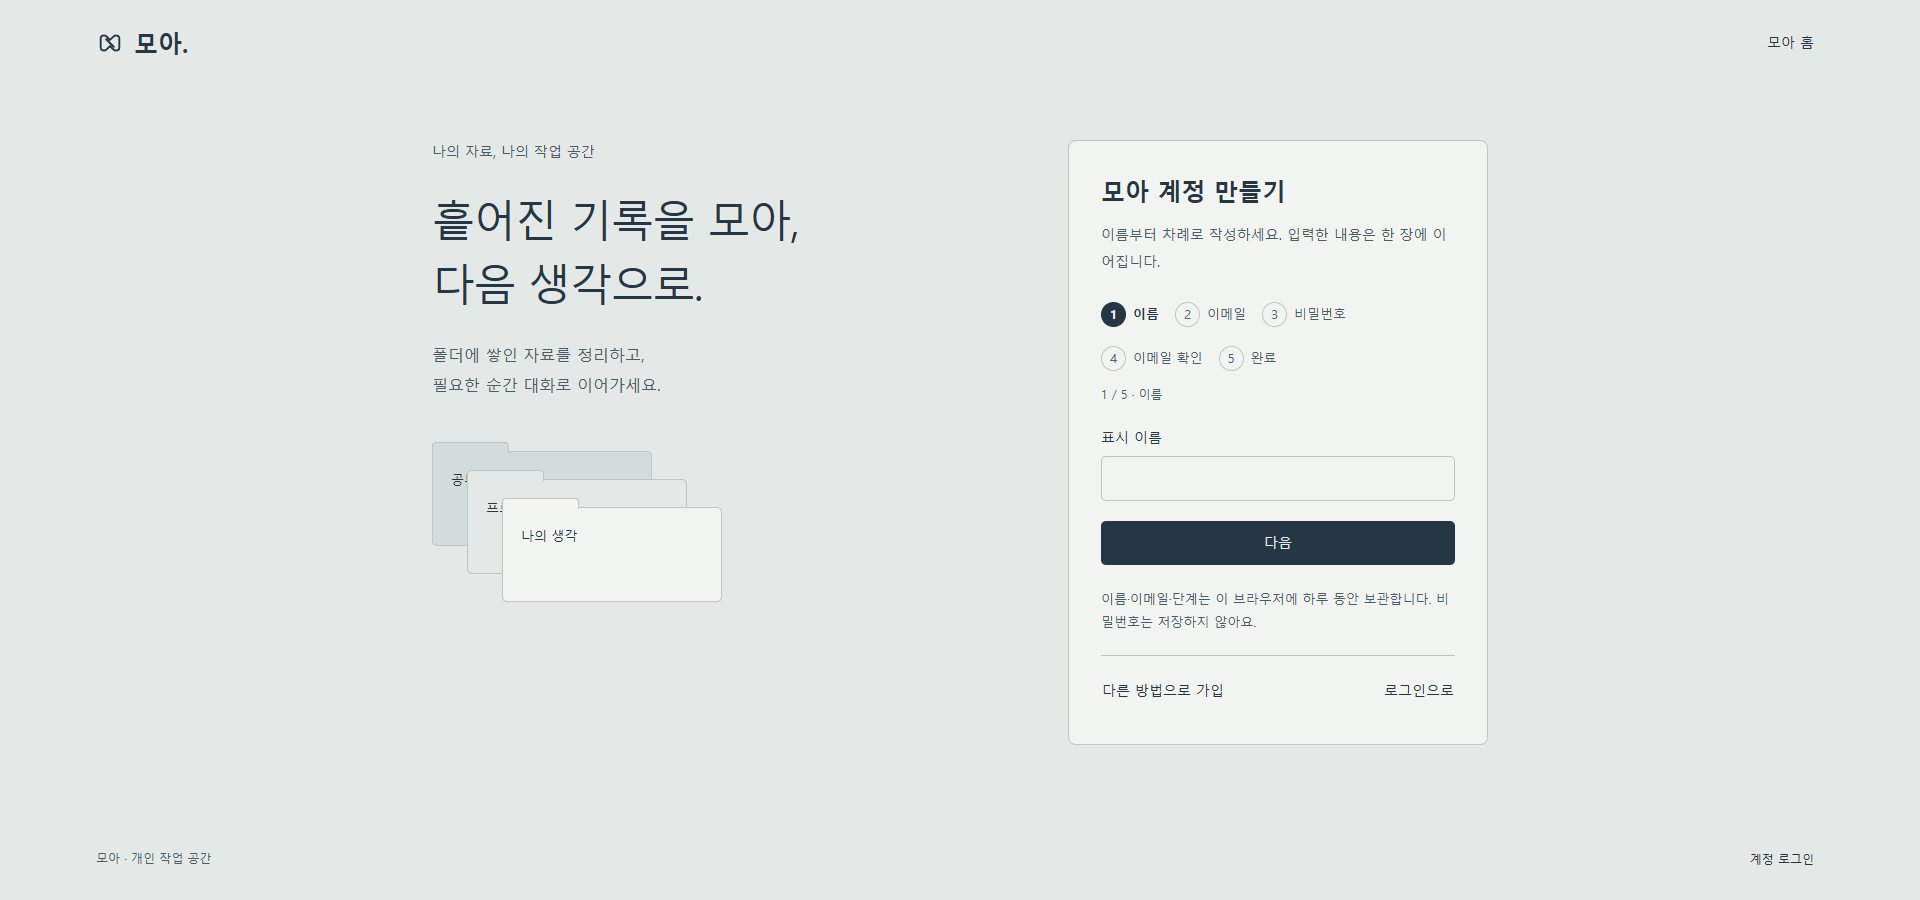 모아.
모아 홈
나의 자료, 나의 작업 공간
흩어진 기록을 모아,
다음 생각으로.
폴더에 쌓인 자료를 정리하고,
필요한 순간 대화로 이어가세요.
나의 생각
모아 계정 만들기
이름부터 차례로 작성하세요. 입력한 내용은 한 장에 이
어집니다.
1 이름 2 이메일 3 비밀번호
4 이메일 확인 5 완료
1 / 5 · 이름
표시 이름
다음
이름·이메일·단계는 이 브라우저에 하루 동안 보관합니다. 비
밀번호는 저장하지 않아요.
다른 방법으로 가입 로그인으로
모아 · 개인 작업 공간
계정 로그인